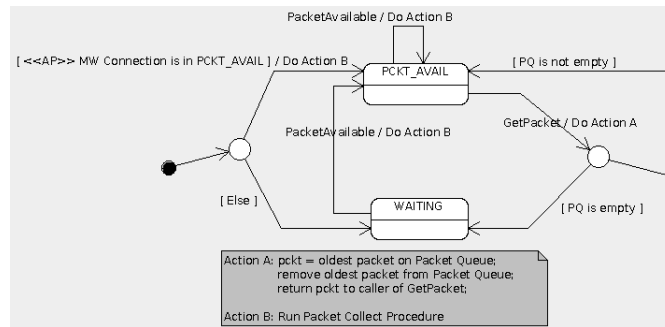 PacketAvailable / Do Action B
[ <<AP>> MW Connection is in PCKT_AVAIL ] / Do Action B
[ PQ is not empty ]
PCKT_AVAIL
GetPacket / Do Action A
PacketAvailable / Do Action B
[ Else ]
WAITING
[ PQ is empty ]
Action A: pckt = oldest packet on Packet Queue;
remove oldest packet from Packet Queue;
return pckt to caller of GetPacket;
Action B: Run Packet Collect Procedure